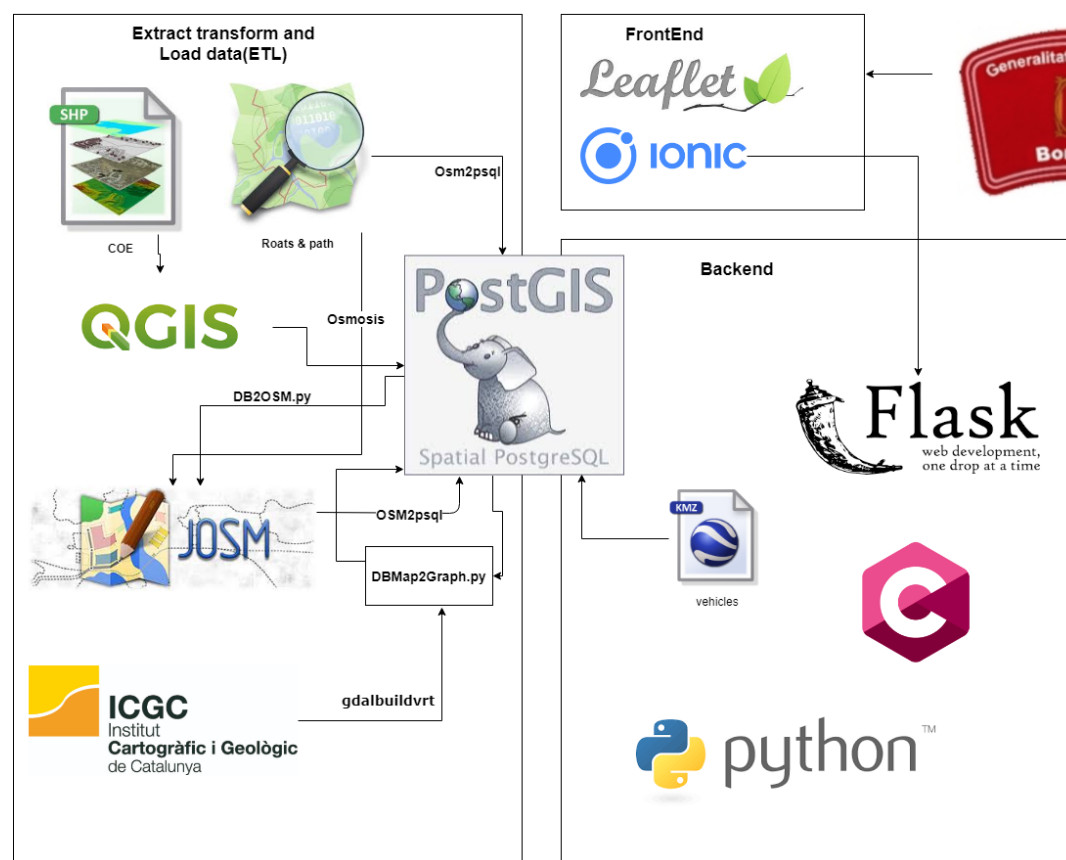 Extract transform and
Load data(ETL)
SHP
COE
Roats & path
Osm2psql
QGIS
Osmosis
DB2OSM.py
PostGIS
Spatial PostgreSQL
JOSM
OSM2psql
DBMap2Graph.py
gdalbuildvrt
ICGC
Institut
Cartogràfic i Geològic
de Catalunya
FrontEnd
Leaflet
IONIC
Generalitat
Bo
Backend
Flask
web development,
one drop at a time
KMZ
vehicles
C
python™